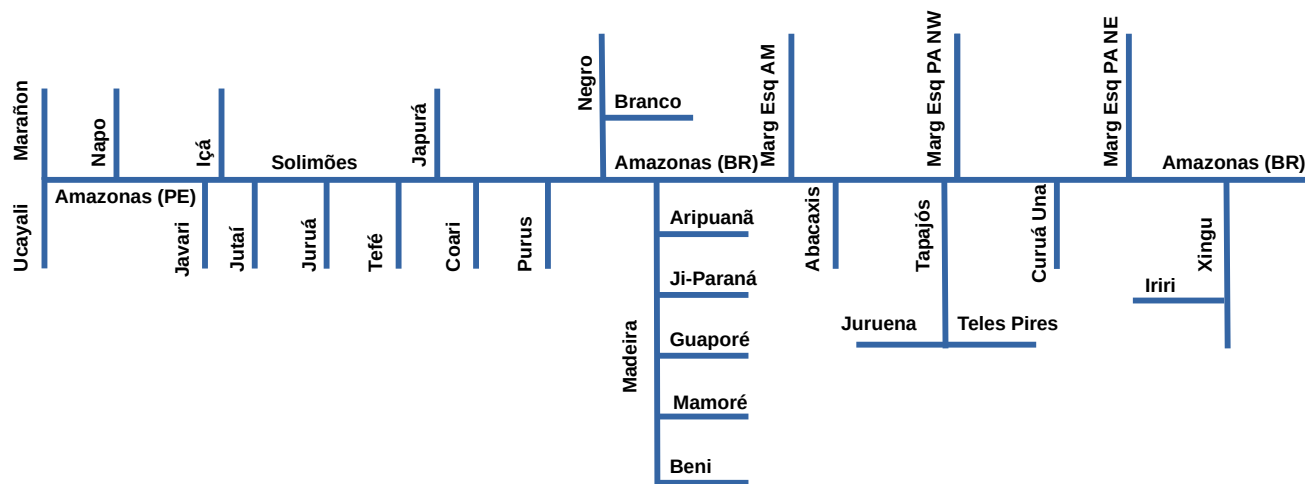 Marañon
Napo
Içá
Solimões
Japurá
Negro
Branco
Amazonas (BR)
Marg Esq AM
Marg Esq PA NW
Marg Esq PA NE
Amazonas (BR)
Ucayali
Amazonas (PE)
Javari
Jutaí
Juruá
Tefé
Coari
Purus
Madeira
Aripuanã
Ji-Paraná
Guaporé
Mamoré
Beni
Abacaxis
Tapajós
Juruena
Teles Pires
Curuá Una
Iriri
Xingu